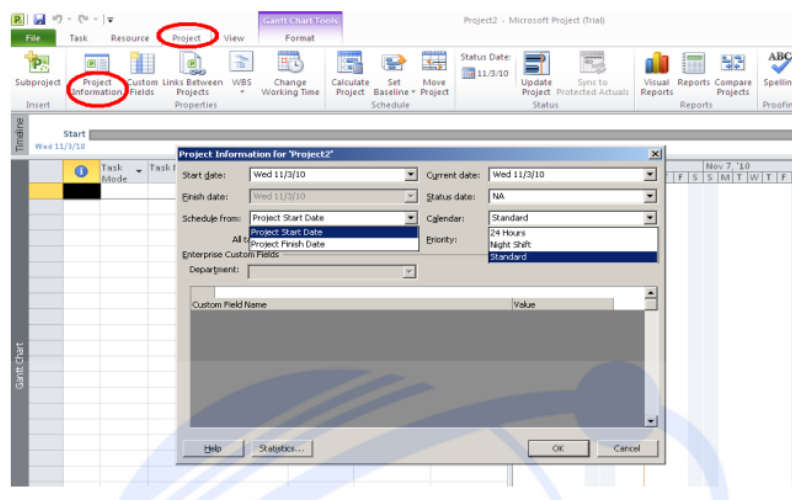 Gantt Chart Tools
Project2 - Microsoft Project (Trial)
File Task Resource Project View Format
Subproject
Project Information
Custom Fields
Links Between Projects
WBS
Change Working Time
Calculate Project
Set Baseline
Move Project
Status Date:
11/3/10
Update Project
Sync to Protected Actuals
Visual Reports
Reports
Compare Projects
ABC
Spellin
Insert Properties Schedule Status Reports Proofin
Timeline
Start
Wed 11/3/10
Task Mode
Task
Nov 7, '10
F S S M T W T F
Project Information for 'Project2'
Start date: Wed 11/3/10 Current date: Wed 11/3/10
Finish date: Wed 11/3/10 Status date: NA
Schedule from: Project Start Date Calendar: Standard
Project Start Date
Project Finish Date
All t
Priority:
24 Hours
Night Shift
Standard
Enterprise Custom Fields
Department:
Custom Field Name Value
Gantt Chart
Help Statistics... OK Cancel